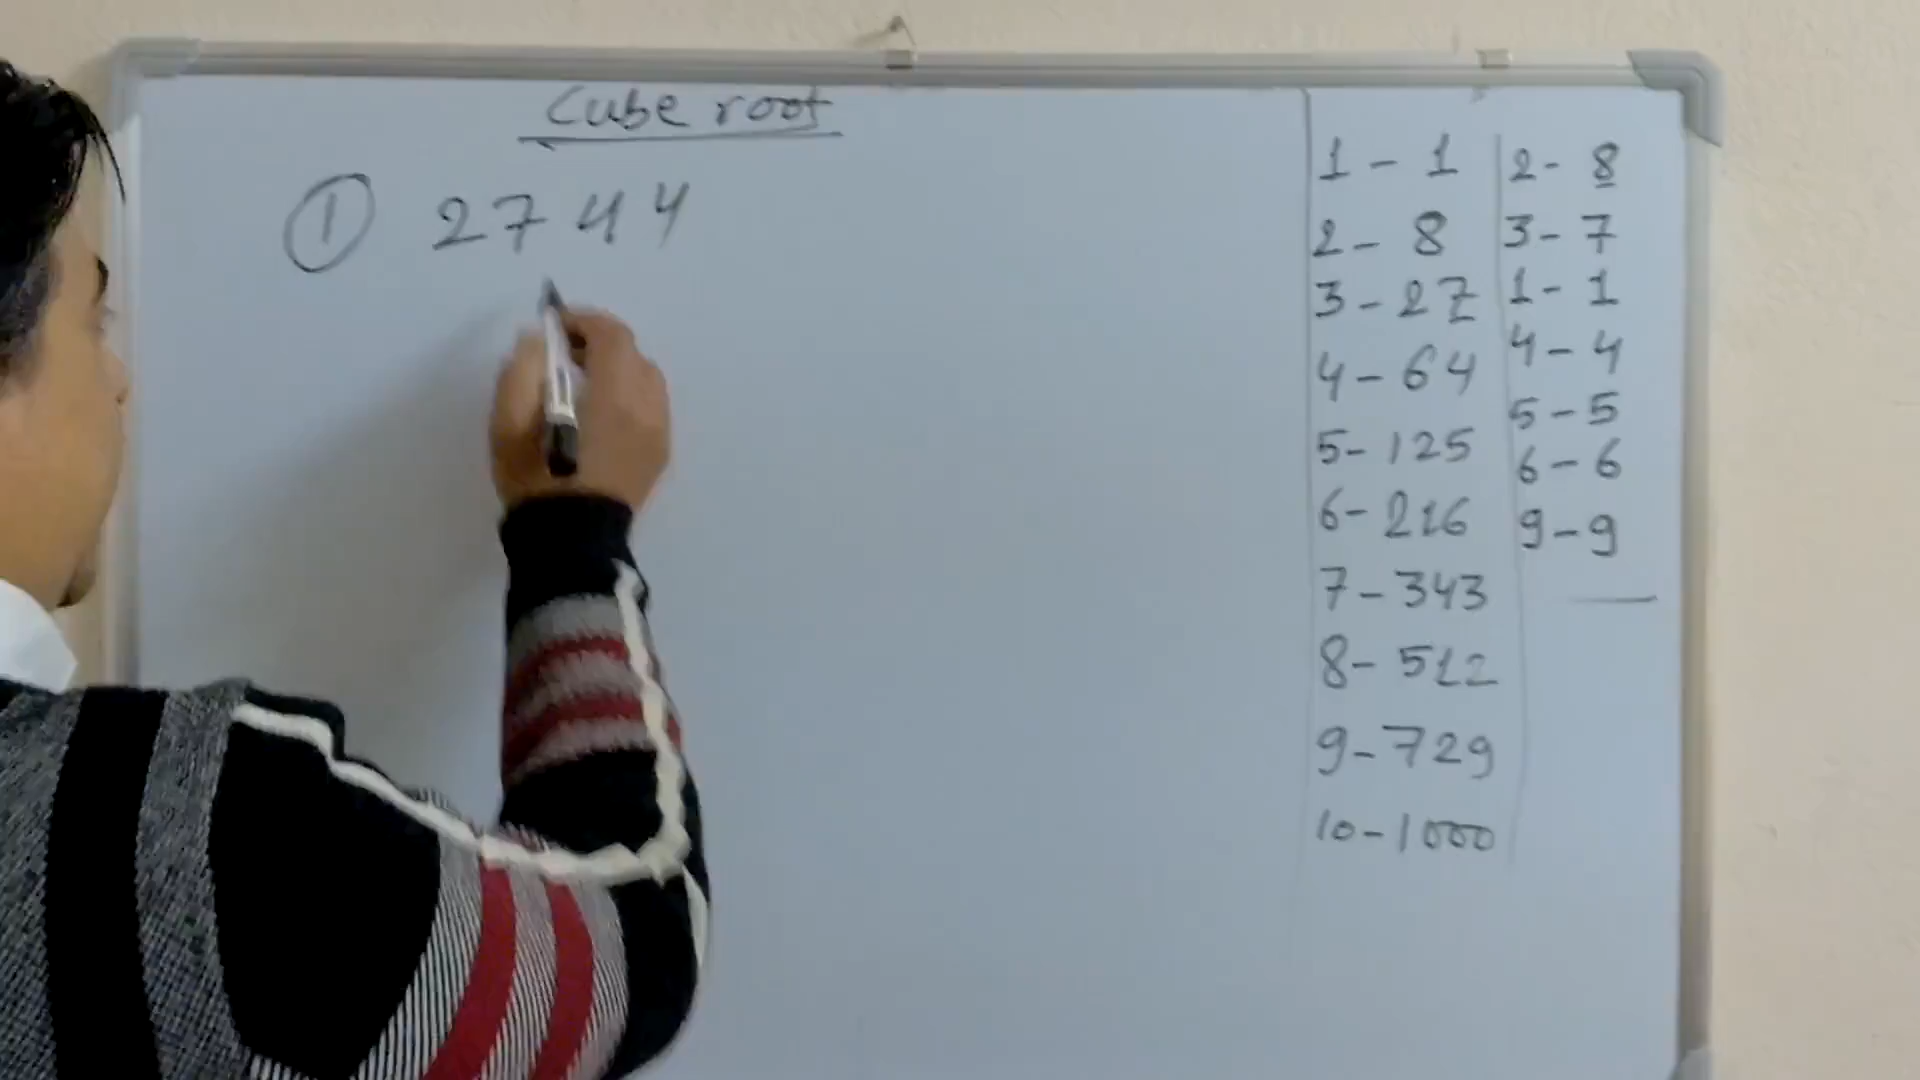 Cube root
① 2744
1 - 1
2 - 8
3 - 27
4 - 64
5 - 125
6 - 216
7 - 343
8 - 512
9 - 729
10 - 1000
2 - 8
3 - 7
1 - 1
4 - 4
5 - 5
6 - 6
9 - 9